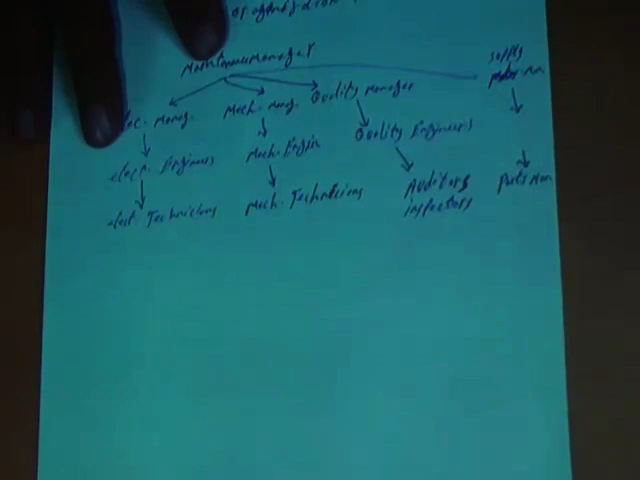 Maintenance manager
Supply
Elec. Manag.
Mech. Mang.
Quality manager
Man.
elect. Engineers
Mech. Engin
Quality Engineers
elect Technicians
Mech. Technicians
Auditors
inspectors
Parts Man